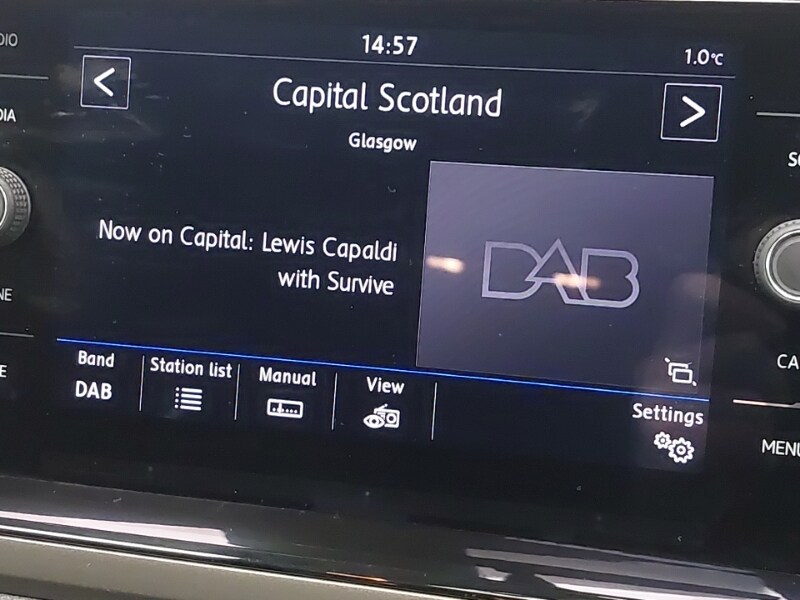 14:57
1.0°C
Capital Scotland
Glasgow
Now on Capital: Lewis Capaldi
with Survive
DAB
Band
DAB
Station list
Manual
View
Settings
MENU